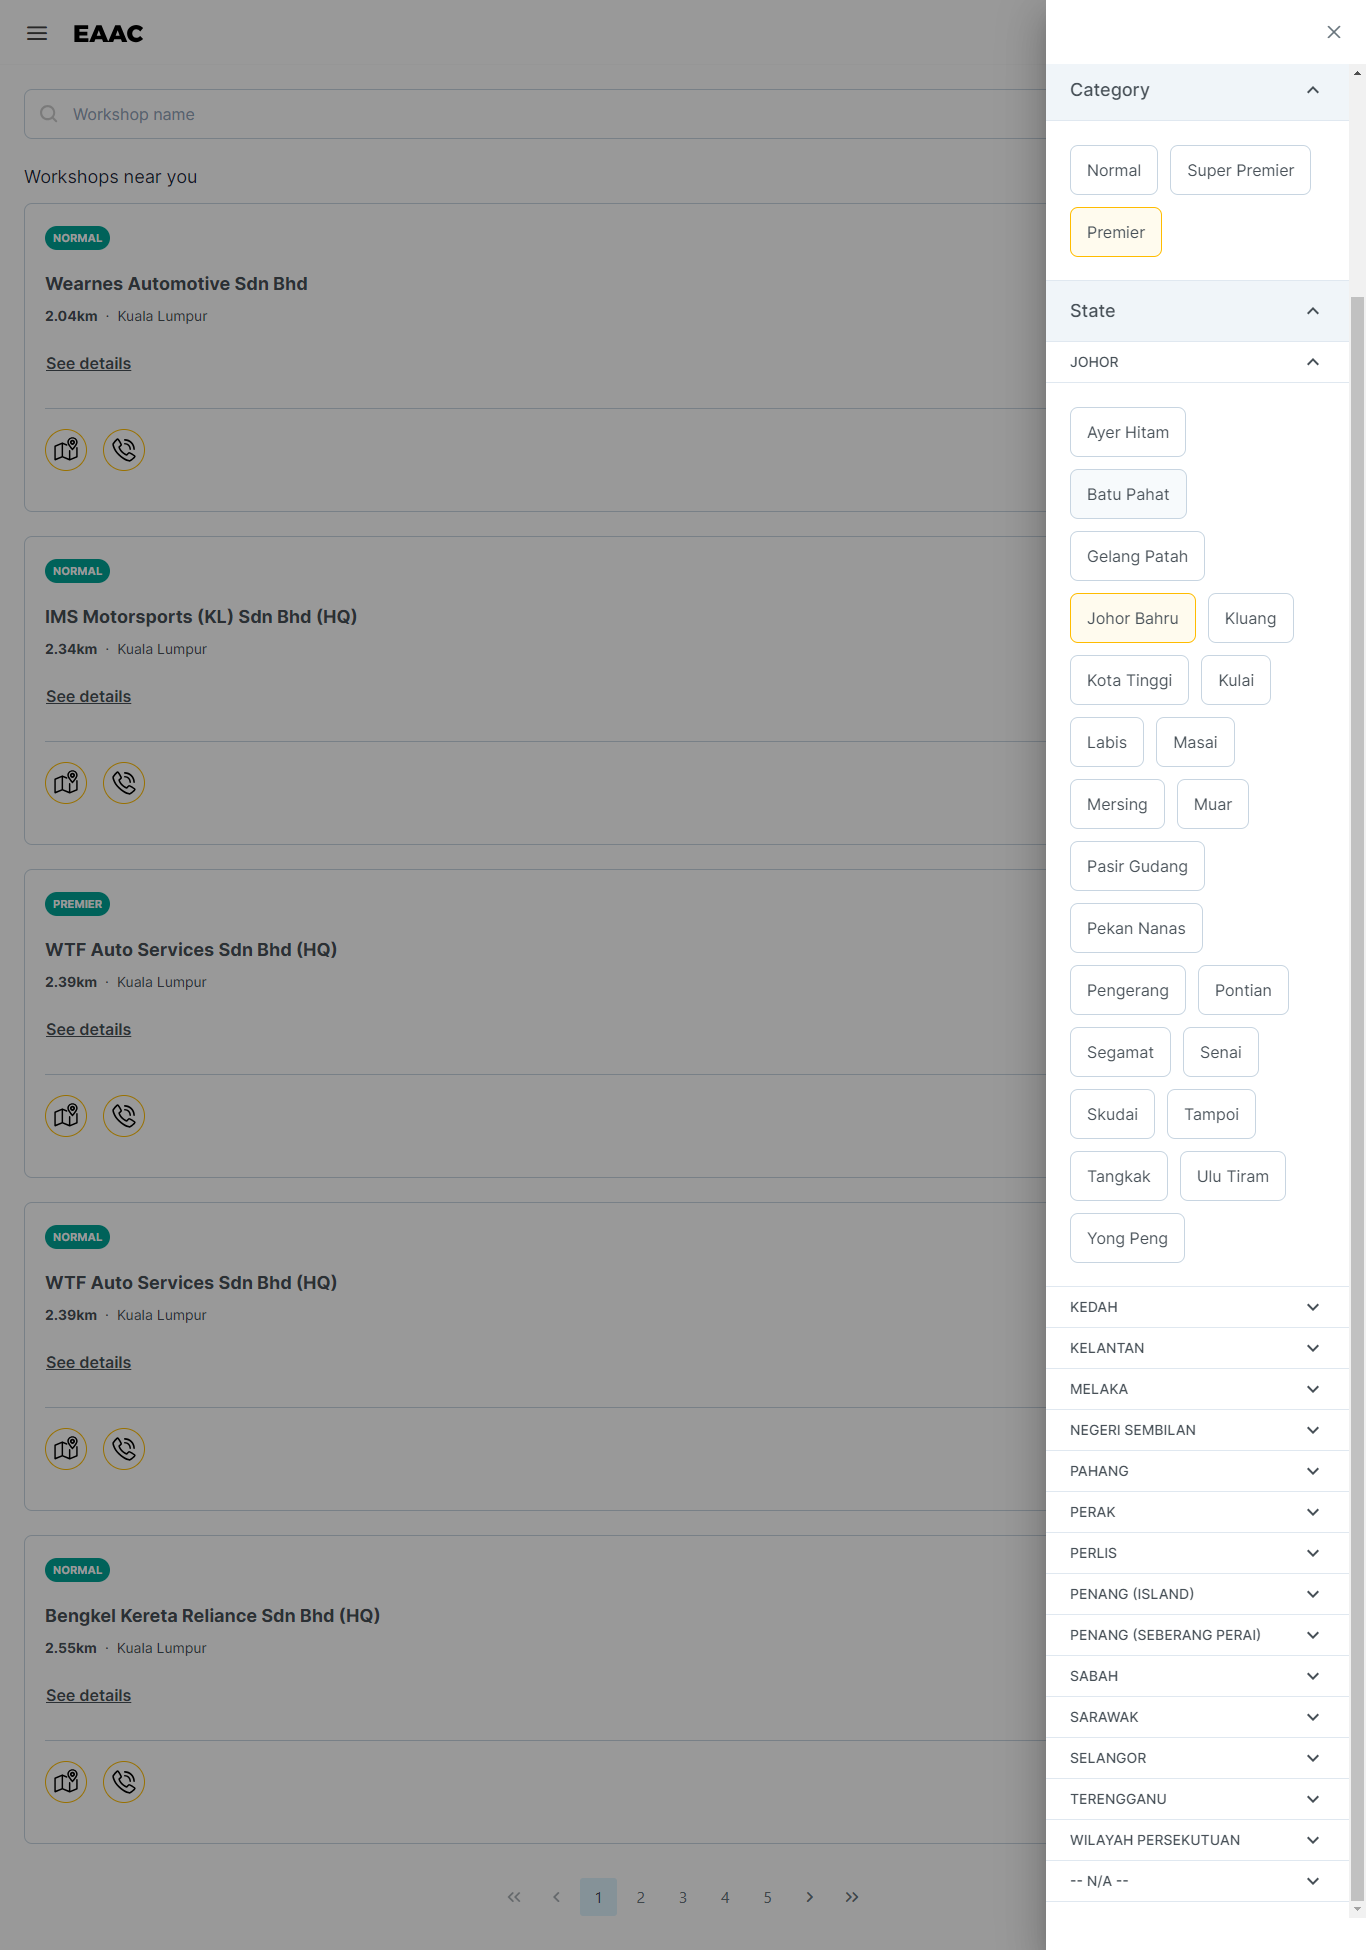 EAAC
Workshop name
Workshops near you
NORMAL
Wearnes Automotive Sdn Bhd
2.04km · Kuala Lumpur
See details
NORMAL
IMS Motorsports (KL) Sdn Bhd (HQ)
2.34km · Kuala Lumpur
See details
PREMIER
WTF Auto Services Sdn Bhd (HQ)
2.39km · Kuala Lumpur
See details
NORMAL
WTF Auto Services Sdn Bhd (HQ)
2.39km · Kuala Lumpur
See details
NORMAL
Bengkel Kereta Reliance Sdn Bhd (HQ)
2.55km · Kuala Lumpur
See details
1 2 3 4 5
Category
Normal Super Premier
Premier
State
JOHOR
Ayer Hitam
Batu Pahat
Gelang Patah
Johor Bahru Kluang
Kota Tinggi Kulai
Labis Masai
Mersing Muar
Pasir Gudang
Pekan Nanas
Pengerang Pontian
Segamat Senai
Skudai Tampoi
Tangkak Ulu Tiram
Yong Peng
KEDAH
KELANTAN
MELAKA
NEGERI SEMBILAN
PAHANG
PERAK
PERLIS
PENANG (ISLAND)
PENANG (SEBERANG PERAI)
SABAH
SARAWAK
SELANGOR
TERENGGANU
WILAYAH PERSEKUTUAN
-- N/A --